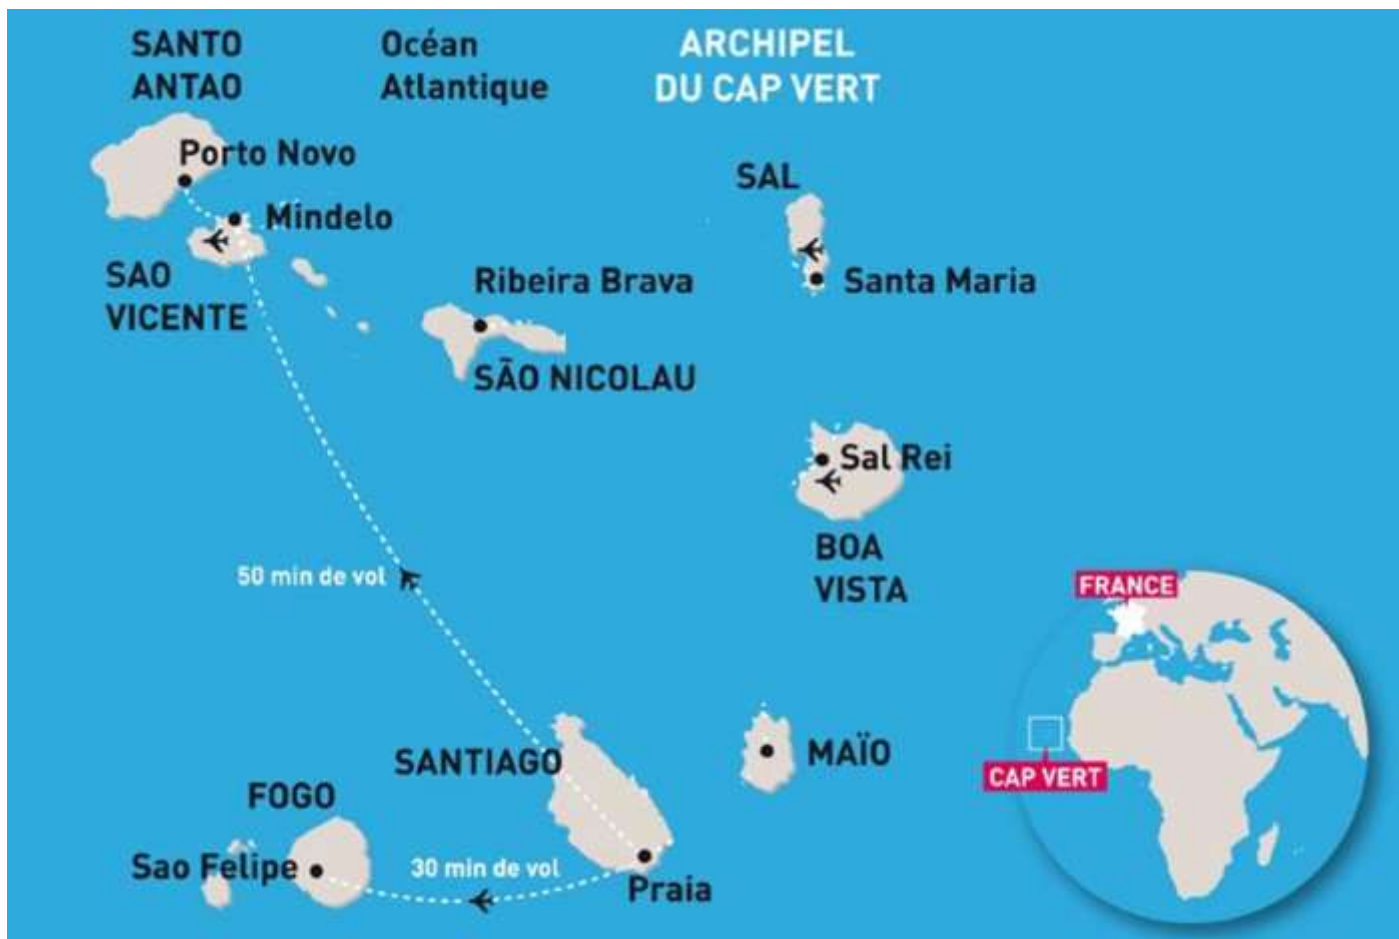 SANTO
ANTAO
Océan
Atlantique
ARCHIPEL
DU CAP VERT
Porto Novo
Mindelo
SAO
VICENTE
SAL
Santa Maria
Ribeira Brava
SÃO NICOLAU
Sal Rei
BOA
VISTA
50 min de vol
FRANCE
CAP VERT
SANTIAGO
MAÏO
FOGO
Sao Felipe
30 min de vol
Praia